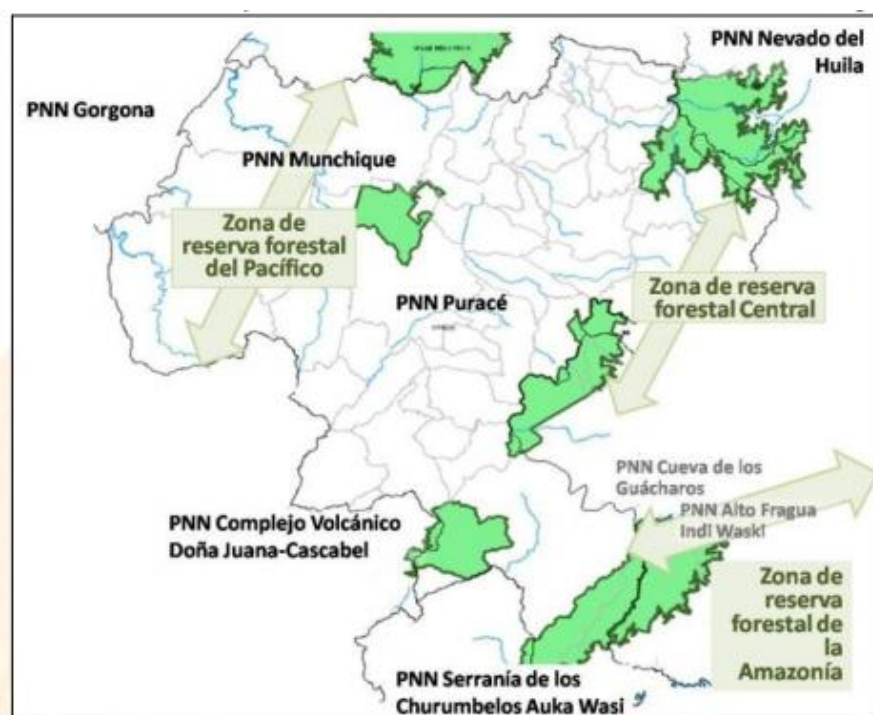 PNN Nevado del
Huila
PNN Gorgona
PNN Munchique
Zona de
reserva forestal
del Pacífico
PNN Puracé
Zona de reserva
forestal Central
PNN Cueva de los
Guácharos
PNN Alto Fragua
Indi Waski
PNN Complejo Volcánico
Doña Juana-Cascabel
Zona de
reserva
forestal de
la
Amazonía
PNN Serranía de los
Churumbelos Auka Wasi